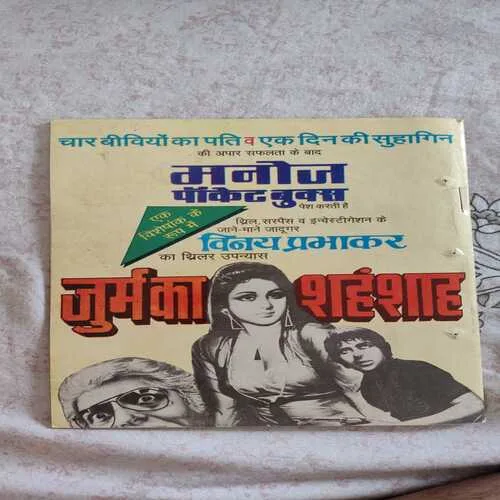 चार बीवियों का पति व एक दिन की सुहागिन
की अपार सफलता के बाद
मनोज
पॉकेट बुक्स
पेश करती है
एक
विशेषांक के
रूप में
थ्रिल, सस्पैंस व इन्वेस्टीगेशन के
जाने-माने जादूगर
विनय प्रभाकर
का थ्रिलर उपन्यास
जुर्म का शहंशाह